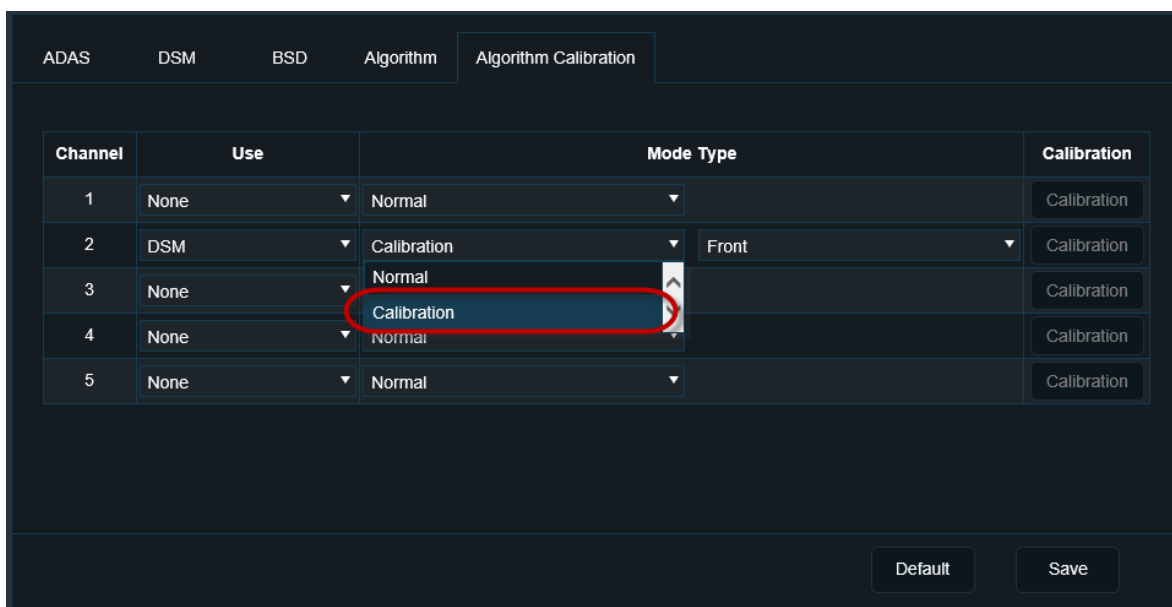 ADAS DSM BSD Algorithm Algorithm Calibration
Channel Use Mode Type Calibration
1 None Normal Calibration
2 DSM Calibration Front Calibration
Normal
3 None Calibration
Calibration
4 None Normal Calibration
5 None Normal Calibration
Default Save